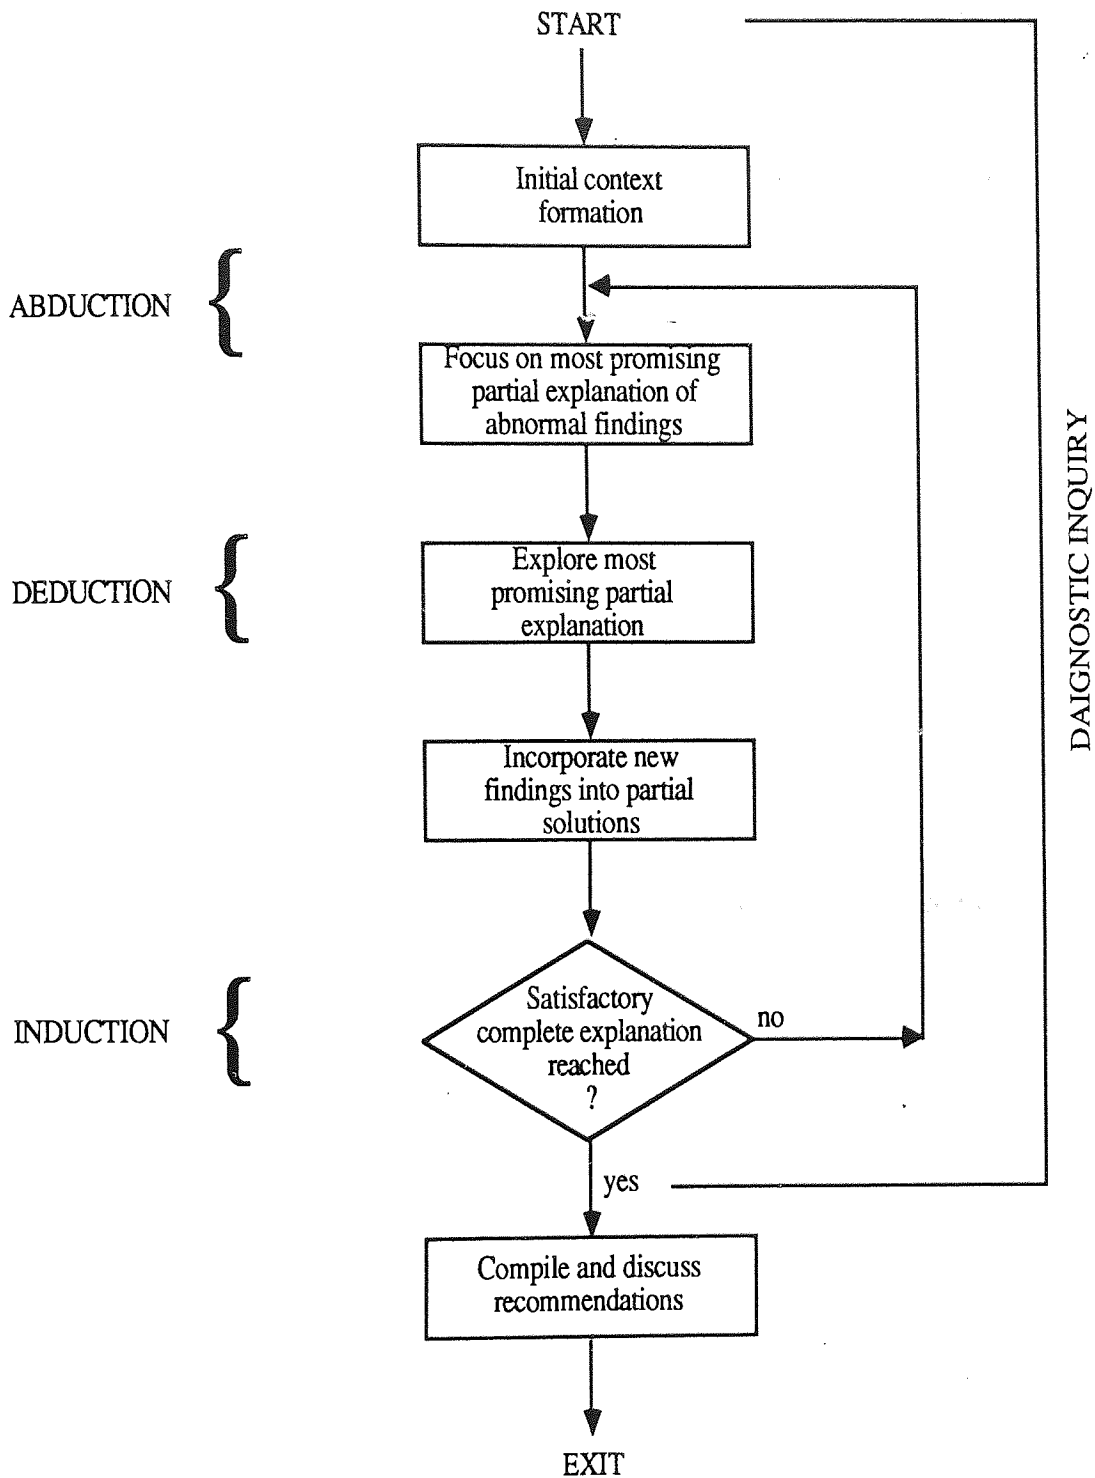 START
Initial context
formation
ABDUCTION
Focus on most promising
partial explanation of
abnormal findings
DEDUCTION
Explore most
promising partial
explanation
Incorporate new
findings into partial
solutions
INDUCTION
Satisfactory
complete explanation
reached
?
no
yes
Compile and discuss
recommendations
EXIT
DAIGNOSTIC INQUIRY